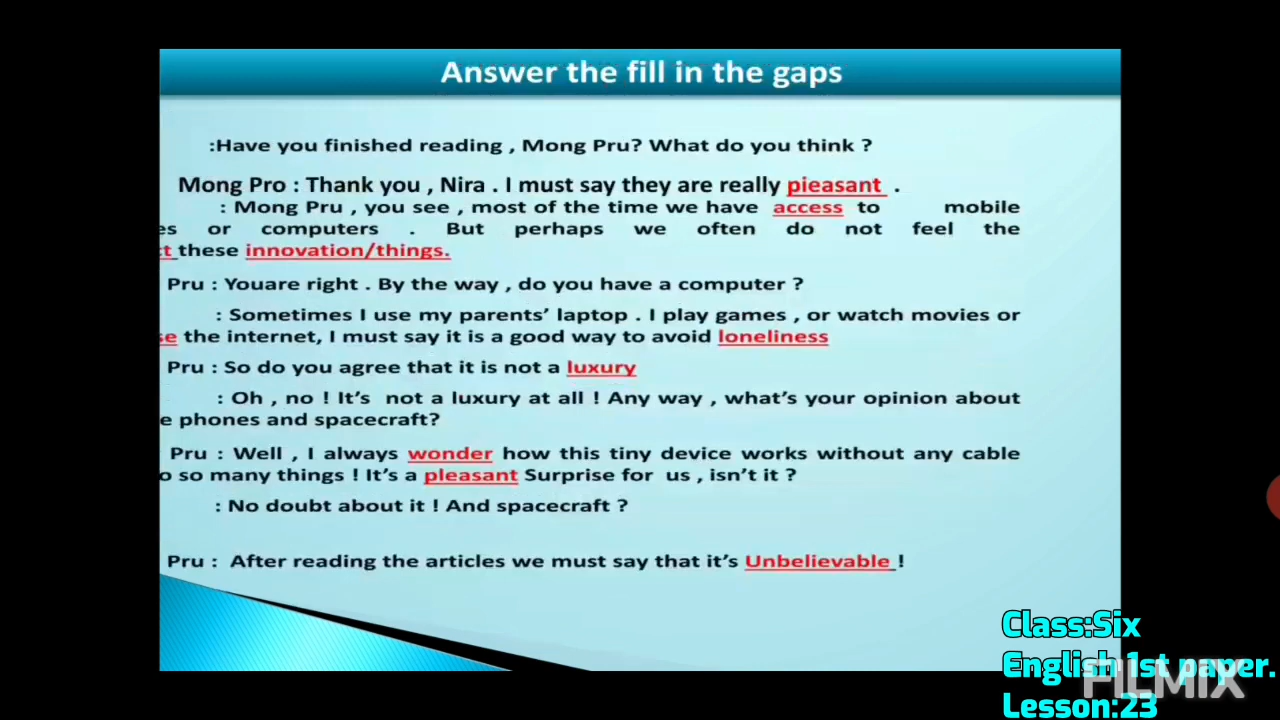 Answer the fill in the gaps
:Have you finished reading , Mong Pru? What do you think ?
Mong Pro : Thank you , Nira . I must say they are really pieasant .
: Mong Pru , you see , most of the time we have access to mobile
es or computers . But perhaps we often do not feel the
ct these innovation/things.
Pru : Youare right . By the way , do you have a computer ?
: Sometimes I use my parents’ laptop . I play games , or watch movies or
se the internet, I must say it is a good way to avoid loneliness
Pru : So do you agree that it is not a luxury
: Oh , no ! It’s not a luxury at all ! Any way , what’s your opinion about
e phones and spacecraft?
Pru : Well , I always wonder how this tiny device works without any cable
o so many things ! It’s a pleasant Surprise for us , isn’t it ?
: No doubt about it ! And spacecraft ?
Pru : After reading the articles we must say that it’s Unbelievable !
Class:Six
English 1st paper.
Lesson:23
FILMIX